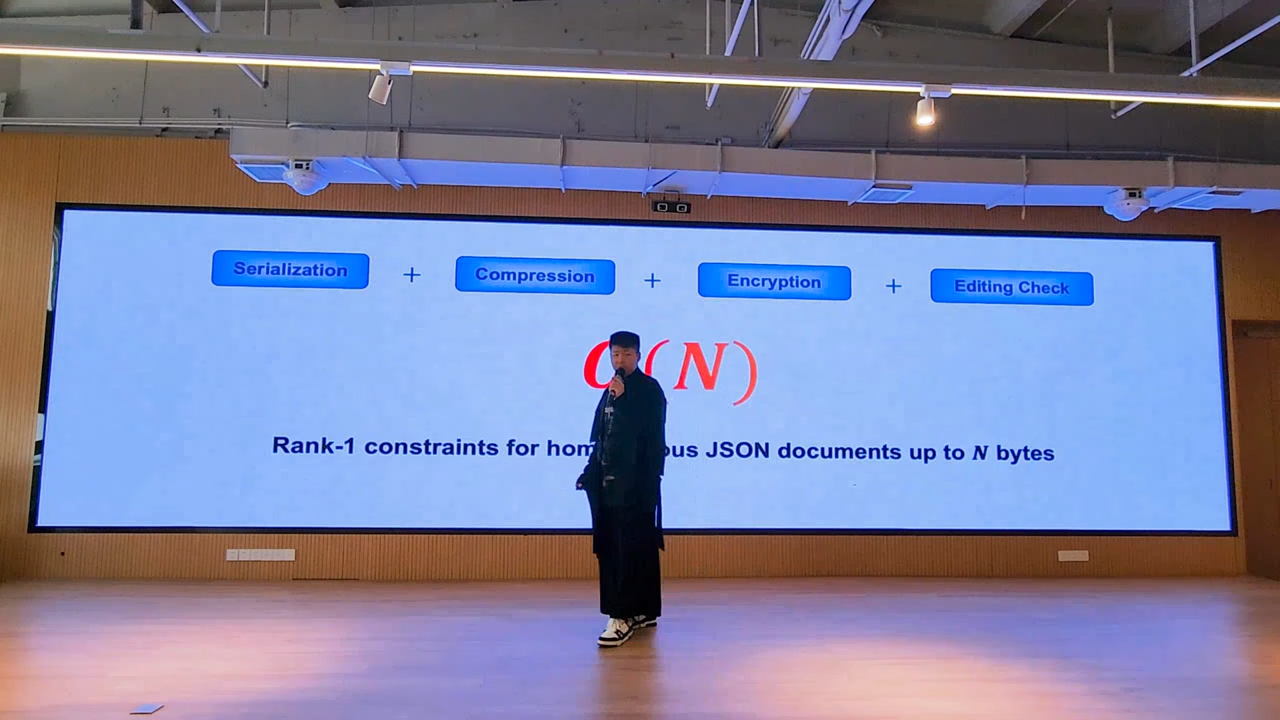 Serialization + Compression + Encryption + Editing Check
(N)
Rank-1 constraints for JSON documents up to N bytes